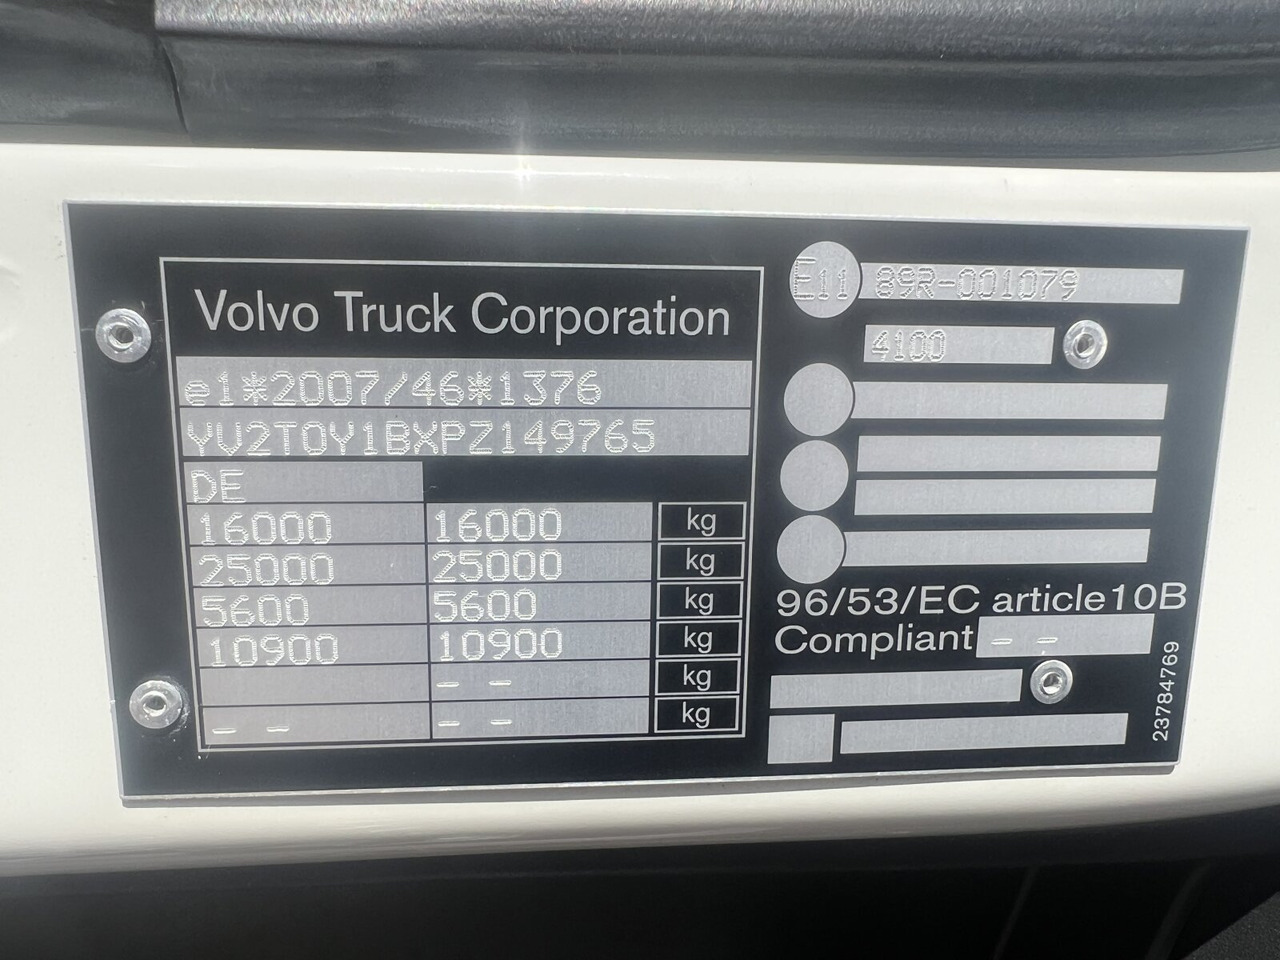 Volvo Truck Corporation
e1*2007/46*1376
YV2T0Y1BXPZ149765
DE
16000 16000 kg
25000 25000 kg
5600 5600 kg
10900 10900 kg
- - kg
- - - - kg
E11 89R-001079
4100
96/53/EC article10B
Compliant - -
23784769